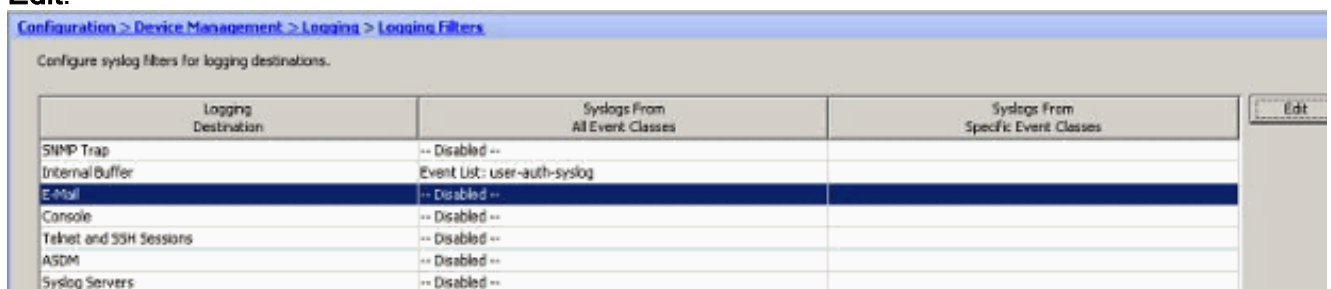 Edit.
Configuration > Device Management > Logging > Logging Filters
Configure syslog filters for logging destinations.
Logging Destination Syslogs From All Event Classes Syslogs From Specific Event Classes Edit
SNMP Trap -- Disabled --
Internal Buffer Event List: user-auth-syslog
E-Mail -- Disabled --
Console -- Disabled --
Telnet and SSH Sessions -- Disabled --
ASDM -- Disabled --
Syslog Servers -- Disabled --